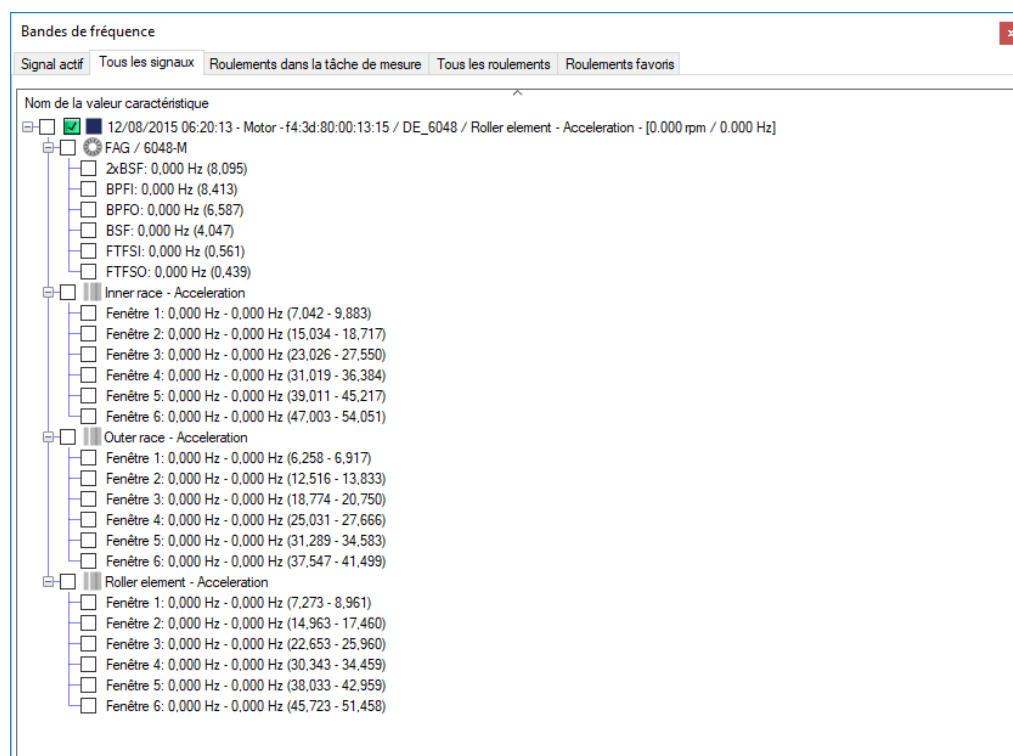 Bandes de fréquence
Signal actif Tous les signaux Roulements dans la tâche de mesure Tous les roulements Roulements favoris
Nom de la valeur caractéristique
12/08/2015 06:20:13 - Motor - f4:3d:80:00:13:15 / DE_6048 / Roller element - Acceleration - [0.000 rpm / 0.000 Hz]
FAG / 6048-M
2xBSF: 0,000 Hz (8,095)
BPFI: 0,000 Hz (8,413)
BPFO: 0,000 Hz (6,587)
BSF: 0,000 Hz (4,047)
FTFSI: 0,000 Hz (0,561)
FTFSO: 0,000 Hz (0,439)
Inner race - Acceleration
Fenêtre 1: 0,000 Hz - 0,000 Hz (7,042 - 9,883)
Fenêtre 2: 0,000 Hz - 0,000 Hz (15,034 - 18,717)
Fenêtre 3: 0,000 Hz - 0,000 Hz (23,026 - 27,550)
Fenêtre 4: 0,000 Hz - 0,000 Hz (31,019 - 36,384)
Fenêtre 5: 0,000 Hz - 0,000 Hz (39,011 - 45,217)
Fenêtre 6: 0,000 Hz - 0,000 Hz (47,003 - 54,051)
Outer race - Acceleration
Fenêtre 1: 0,000 Hz - 0,000 Hz (6,258 - 6,917)
Fenêtre 2: 0,000 Hz - 0,000 Hz (12,516 - 13,833)
Fenêtre 3: 0,000 Hz - 0,000 Hz (18,774 - 20,750)
Fenêtre 4: 0,000 Hz - 0,000 Hz (25,031 - 27,666)
Fenêtre 5: 0,000 Hz - 0,000 Hz (31,289 - 34,583)
Fenêtre 6: 0,000 Hz - 0,000 Hz (37,547 - 41,499)
Roller element - Acceleration
Fenêtre 1: 0,000 Hz - 0,000 Hz (7,273 - 8,961)
Fenêtre 2: 0,000 Hz - 0,000 Hz (14,963 - 17,460)
Fenêtre 3: 0,000 Hz - 0,000 Hz (22,653 - 25,960)
Fenêtre 4: 0,000 Hz - 0,000 Hz (30,343 - 34,459)
Fenêtre 5: 0,000 Hz - 0,000 Hz (38,033 - 42,959)
Fenêtre 6: 0,000 Hz - 0,000 Hz (45,723 - 51,458)